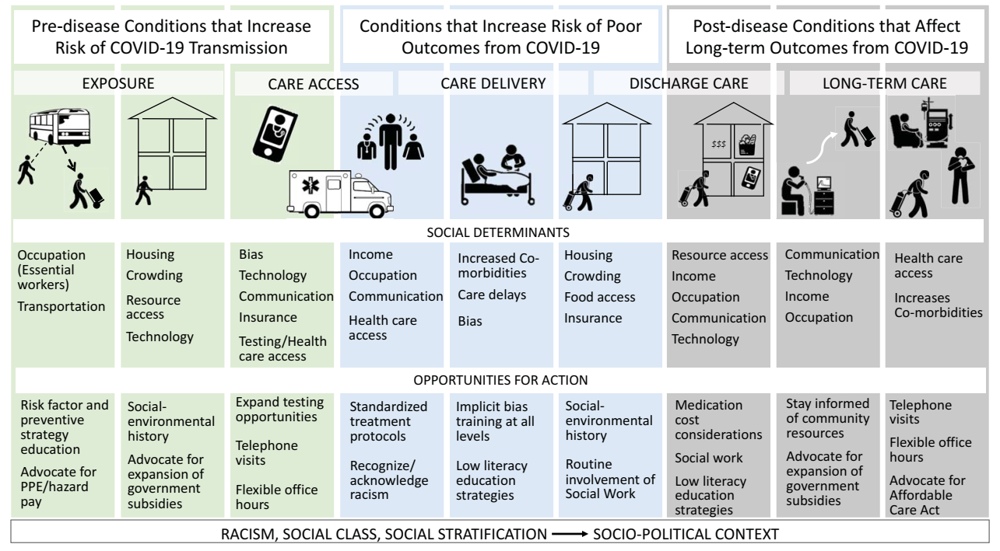 Pre-disease Conditions that Increase
Risk of COVID-19 Transmission
Conditions that Increase Risk of Poor
Outcomes from COVID-19
Post-disease Conditions that Affect
Long-term Outcomes from COVID-19
EXPOSURE
CARE ACCESS
CARE DELIVERY
DISCHARGE CARE
LONG-TERM CARE
$$$
SOCIAL DETERMINANTS
Occupation
(Essential
workers)
Transportation
Housing
Crowding
Resource
access
Technology
Bias
Technology
Communication
Insurance
Testing/Health
care access
Income
Occupation
Communication
Health care
access
Increased Co-
morbidities
Care delays
Bias
Housing
Crowding
Food access
Insurance
Resource access
Income
Occupation
Communication
Technology
Communication
Technology
Income
Occupation
Health care
access
Increases
Co-morbidities
OPPORTUNITIES FOR ACTION
Risk factor and
preventive
strategy
education
Advocate for
PPE/hazard
pay
Social-
environmental
history
Advocate for
expansion of
government
subsidies
Expand testing
opportunities
Telephone
visits
Flexible office
hours
Standardized
treatment
protocols
Recognize/
acknowledge
racism
Implicit bias
training at all
levels
Low literacy
education
strategies
Social-
environmental
history
Routine
involvement of
Social Work
Medication
cost
considerations
Social work
Low literacy
education
strategies
Stay informed
of community
resources
Advocate for
expansion of
government
subsidies
Telephone
visits
Flexible office
hours
Advocate for
Affordable
Care Act
RACISM, SOCIAL CLASS, SOCIAL STRATIFICATION ⟶ SOCIO-POLITICAL CONTEXT